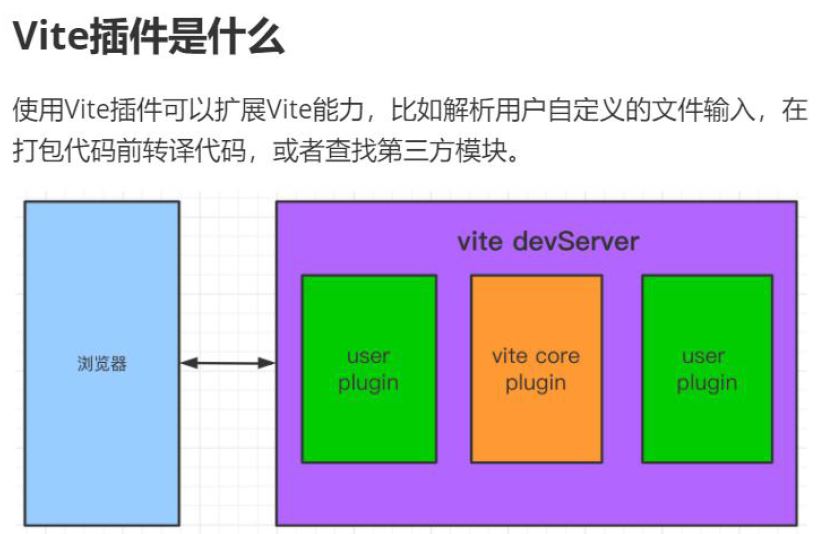 Vite插件是什么
使用Vite插件可以扩展Vite能力，比如解析用户自定义的文件输入，在
打包代码前转译代码，或者查找第三方模块。
vite devServer
浏览器
user
plugin
vite core
plugin
user
plugin